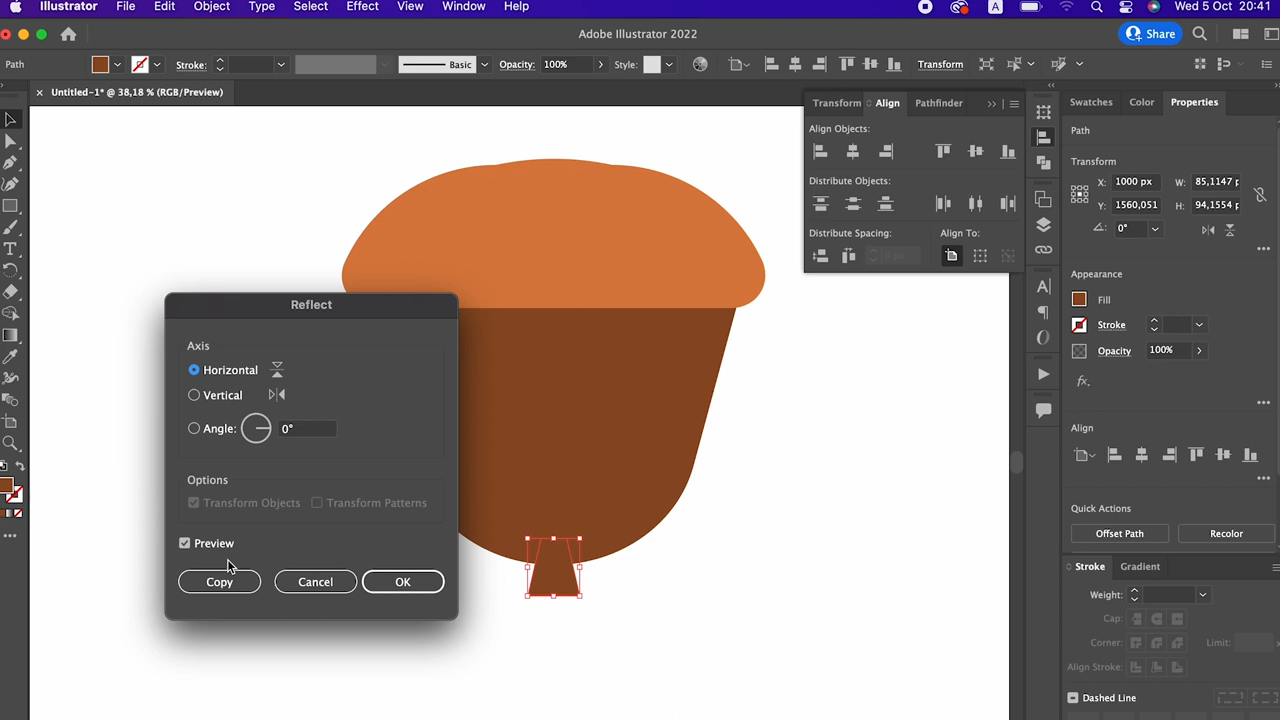 Illustrator File Edit Object Type Select Effect View Window Help A Wed 5 Oct 20:41
Adobe Illustrator 2022 Share
Path Stroke: Basic Opacity: 100% Style: Transform
× Untitled-1* @ 38,18 % (RGB/Preview)
Transform Align Pathfinder
Align Objects:
Distribute Objects:
Distribute Spacing: Align To:
0 px
Swatches Color Properties
Path
Transform
X: 1000 px W: 85,1147 p
Y: 1560,051 H: 94,1554 p
0°
Appearance
Fill
Stroke
Opacity 100%
fx.
Align
Quick Actions
Offset Path Recolor
Stroke Gradient
Weight:
Cap:
Corner: Limit:
Align Stroke:
Dashed Line
Reflect
Axis
Horizontal
Vertical
Angle: 0°
Options
Transform Objects Transform Patterns
Preview
Copy Cancel OK